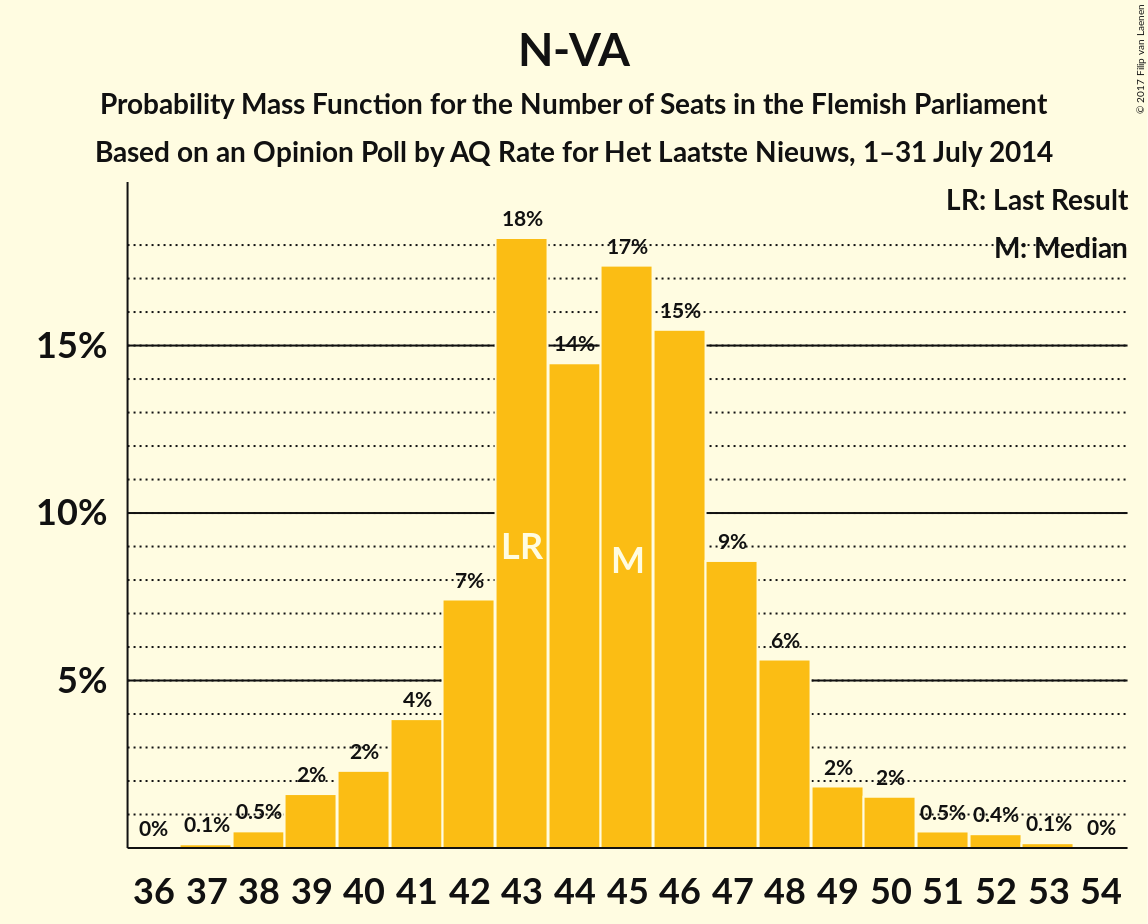 N-VA
Probability Mass Function for the Number of Seats in the Flemish Parliament
Based on an Opinion Poll by AQ Rate for Het Laatste Nieuws, 1–31 July 2014
© 2017 Filip van Laenen
LR: Last Result
M: Median
15%
10%
5%
0%
0.1%
0.5%
2%
2%
4%
7%
18%
14%
17%
15%
9%
6%
2%
2%
0.5%
0.4%
0.1%
0%
LR
M
36 37 38 39 40 41 42 43 44 45 46 47 48 49 50 51 52 53 54